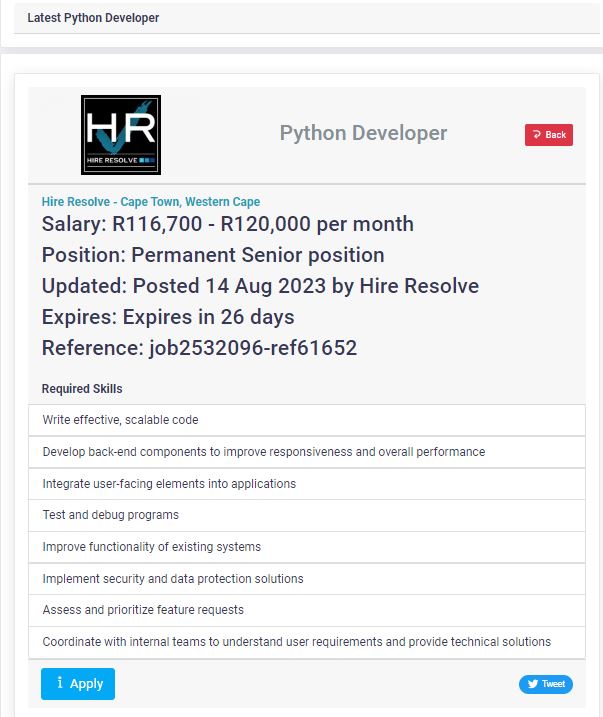 Latest Python Developer
HR
HIRE RESOLVE
Python Developer
Back
Hire Resolve - Cape Town, Western Cape
Salary: R116,700 - R120,000 per month
Position: Permanent Senior position
Updated: Posted 14 Aug 2023 by Hire Resolve
Expires: Expires in 26 days
Reference: job2532096-ref61652
Required Skills
Write effective, scalable code
Develop back-end components to improve responsiveness and overall performance
Integrate user-facing elements into applications
Test and debug programs
Improve functionality of existing systems
Implement security and data protection solutions
Assess and prioritize feature requests
Coordinate with internal teams to understand user requirements and provide technical solutions
Apply
Tweet